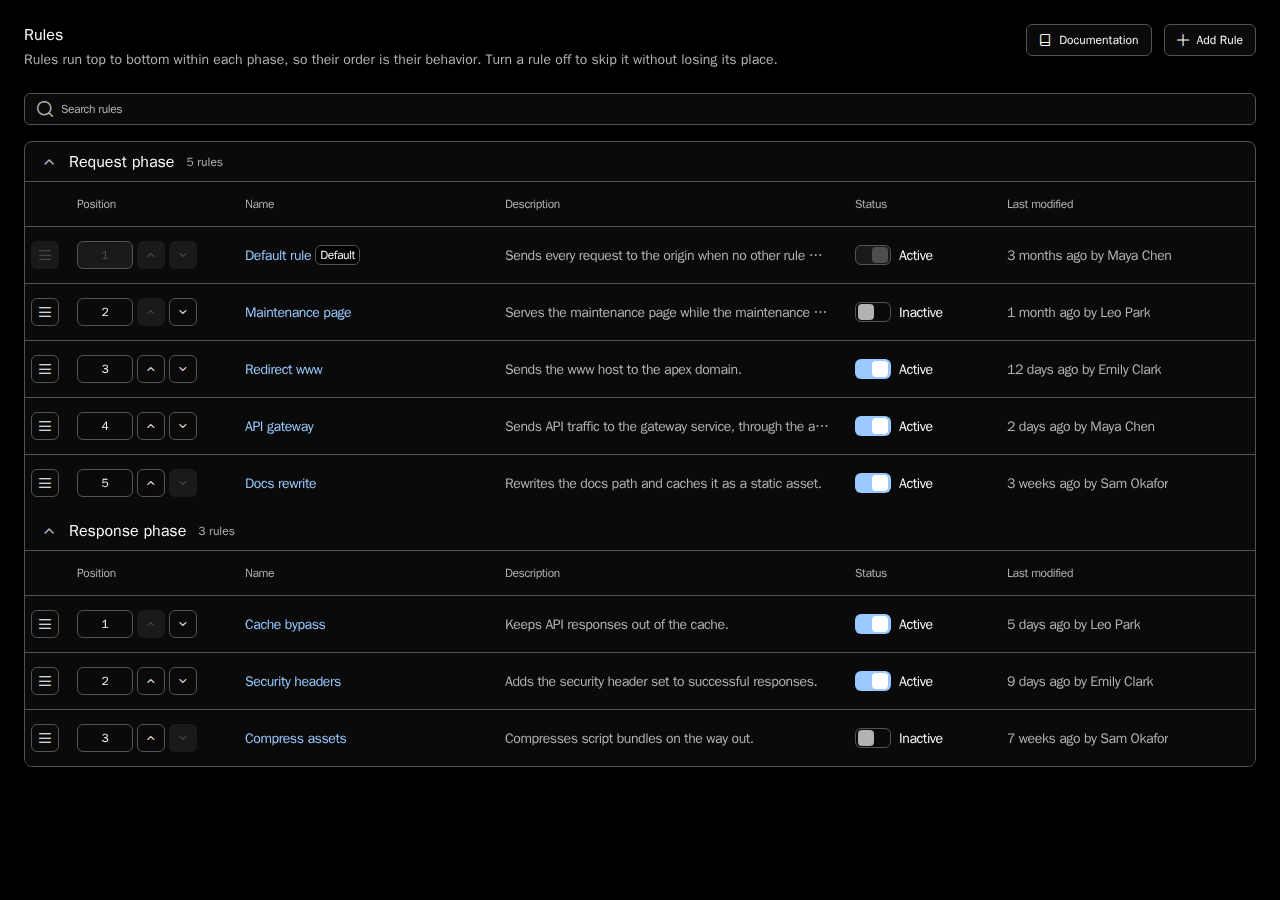 Rules
Rules run top to bottom within each phase, so their order is their behavior. Turn a rule off to skip it without losing its place.
Documentation
Add Rule
Search rules
Request phase 5 rules
Position Name Description Status Last modified
1 Default rule Default Sends every request to the origin when no other rule ··· Active 3 months ago by Maya Chen
2 Maintenance page Serves the maintenance page while the maintenance ··· Inactive 1 month ago by Leo Park
3 Redirect www Sends the www host to the apex domain. Active 12 days ago by Emily Clark
4 API gateway Sends API traffic to the gateway service, through the a··· Active 2 days ago by Maya Chen
5 Docs rewrite Rewrites the docs path and caches it as a static asset. Active 3 weeks ago by Sam Okafor
Response phase 3 rules
Position Name Description Status Last modified
1 Cache bypass Keeps API responses out of the cache. Active 5 days ago by Leo Park
2 Security headers Adds the security header set to successful responses. Active 9 days ago by Emily Clark
3 Compress assets Compresses script bundles on the way out. Inactive 7 weeks ago by Sam Okafor